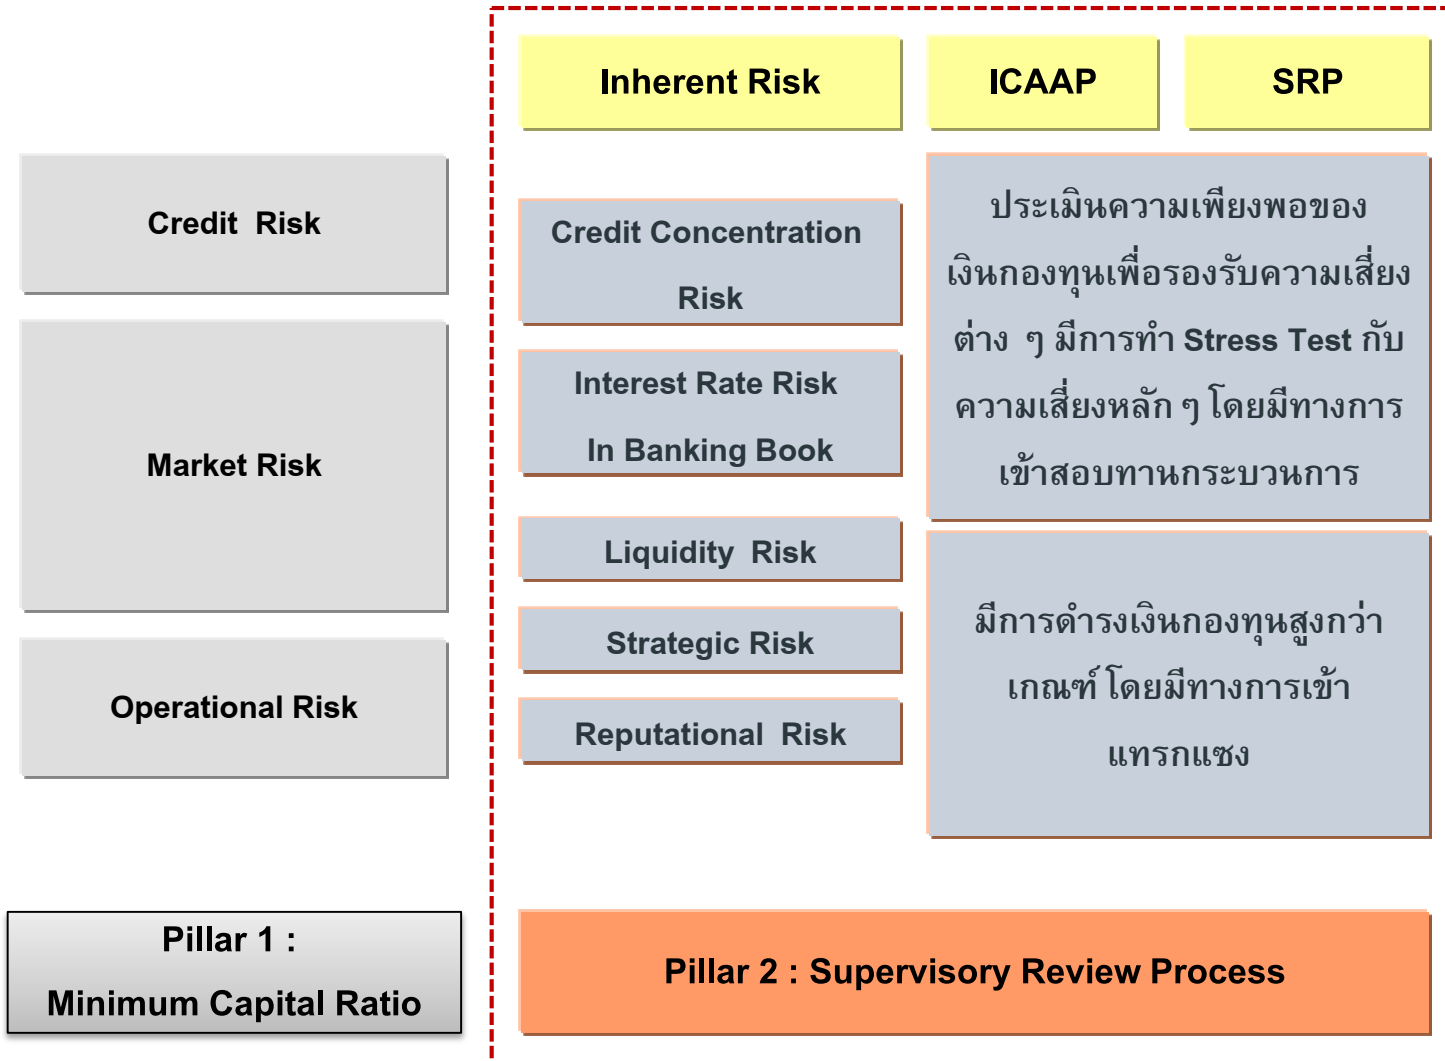 Credit Risk
Market Risk
Operational Risk
Pillar 1 :
Minimum Capital Ratio
Inherent Risk
ICAAP
SRP
Credit Concentration
Risk
Interest Rate Risk
In Banking Book
Liquidity Risk
Strategic Risk
Reputational Risk
ประเมินความเพียงพอของ
เงินกองทุนเพื่อรองรับความเสี่ยง
ต่าง ๆ มีการทำ Stress Test กับ
ความเสี่ยงหลัก ๆ โดยมีทางการ
เข้าสอบทานกระบวนการ
มีการดำรงเงินกองทุนสูงกว่า
เกณฑ์ โดยมีทางการเข้า
แทรกแซง
Pillar 2 : Supervisory Review Process